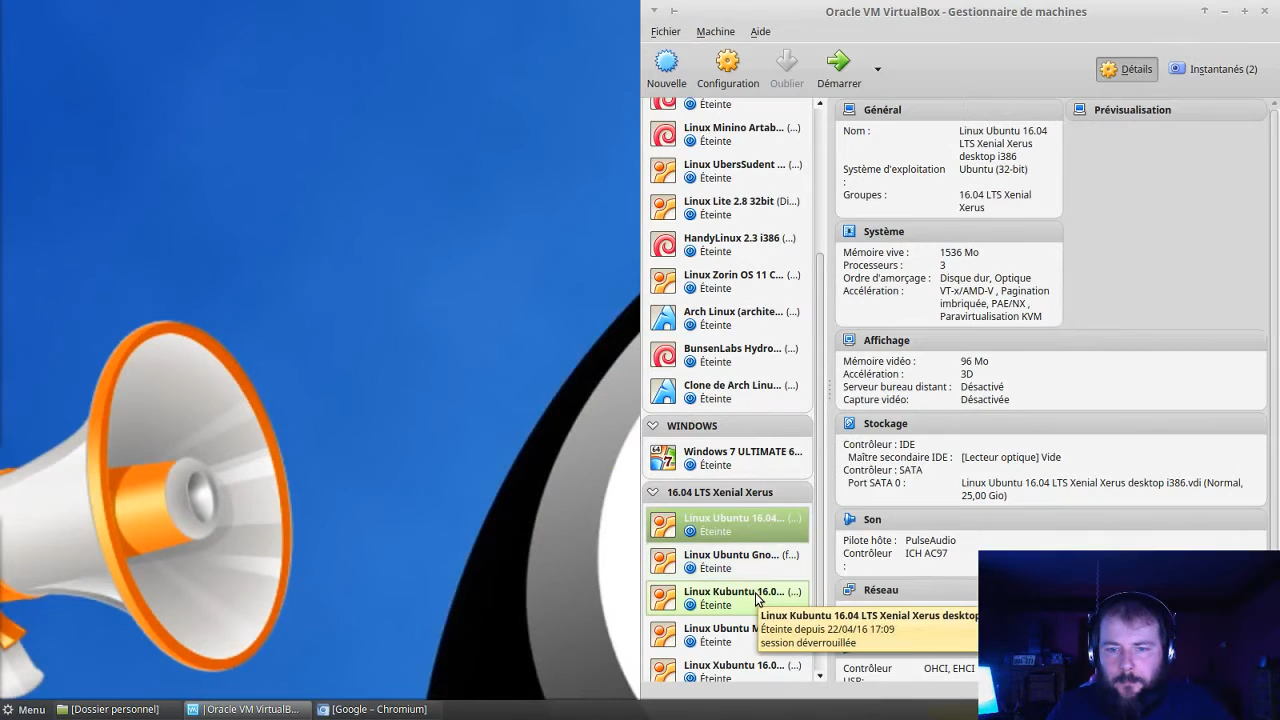 Oracle VM VirtualBox - Gestionnaire de machines
Fichier Machine Aide
Nouvelle Configuration Oublier Démarrer Détails Instantanés (2)
Éteinte
Linux Minino Artab... (...)
Éteinte
Linux UbersSudent ... (...)
Éteinte
Linux Lite 2.8 32bit (Di...
Éteinte
HandyLinux 2.3 i386 (...)
Éteinte
Linux Zorin OS 11 C... (...)
Éteinte
Arch Linux (archite... (...)
Éteinte
BunsenLabs Hydro... (...)
Éteinte
Clone de Arch Linu... (...)
Éteinte
WINDOWS
Windows 7 ULTIMATE 6...
Éteinte
16.04 LTS Xenial Xerus
Linux Ubuntu 16.04... (...)
Éteinte
Linux Ubuntu Gno... (f...)
Éteinte
Linux Kubuntu 16.0... (...)
Éteinte
Linux Ubuntu M
Éteinte
Linux Xubuntu 16.0... (...)
Éteinte
Linux Kubuntu 16.04 LTS Xenial Xerus desktop
Éteinte depuis 22/04/16 17:09
session déverrouillée
Général
Nom : Linux Ubuntu 16.04
LTS Xenial Xerus
desktop i386
Système d'exploitation Ubuntu (32-bit)
:
Groupes : 16.04 LTS Xenial
Xerus
Prévisualisation
Système
Mémoire vive : 1536 Mo
Processeurs : 3
Ordre d'amorçage : Disque dur, Optique
Accélération : VT-x/AMD-V , Pagination
imbriquée, PAE/NX ,
Paravirtualisation KVM
Affichage
Mémoire vidéo : 96 Mo
Accélération : 3D
Serveur bureau distant : Désactivé
Capture vidéo: Désactivée
Stockage
Contrôleur : IDE
Maître secondaire IDE : [Lecteur optique] Vide
Contrôleur : SATA
Port SATA 0 : Linux Ubuntu 16.04 LTS Xenial Xerus desktop i386.vdi (Normal,
25,00 Gio)
Son
Pilote hôte : PulseAudio
Contrôleur ICH AC97
:
Réseau
Contrôleur OHCI, EHCI
USB:
Menu [Dossier personnel] Oracle VM VirtualBo... [Google – Chromium]